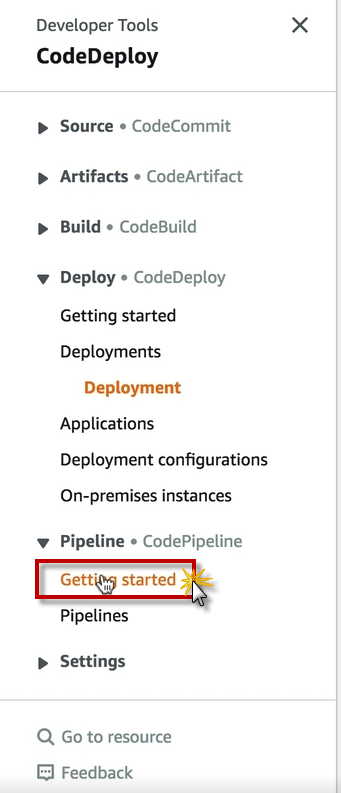 Developer Tools
CodeDeploy
Source • CodeCommit
Artifacts • CodeArtifact
Build • CodeBuild
Deploy • CodeDeploy
Getting started
Deployments
Deployment
Applications
Deployment configurations
On-premises instances
Pipeline • CodePipeline
Getting started
Pipelines
Settings
Go to resource
Feedback